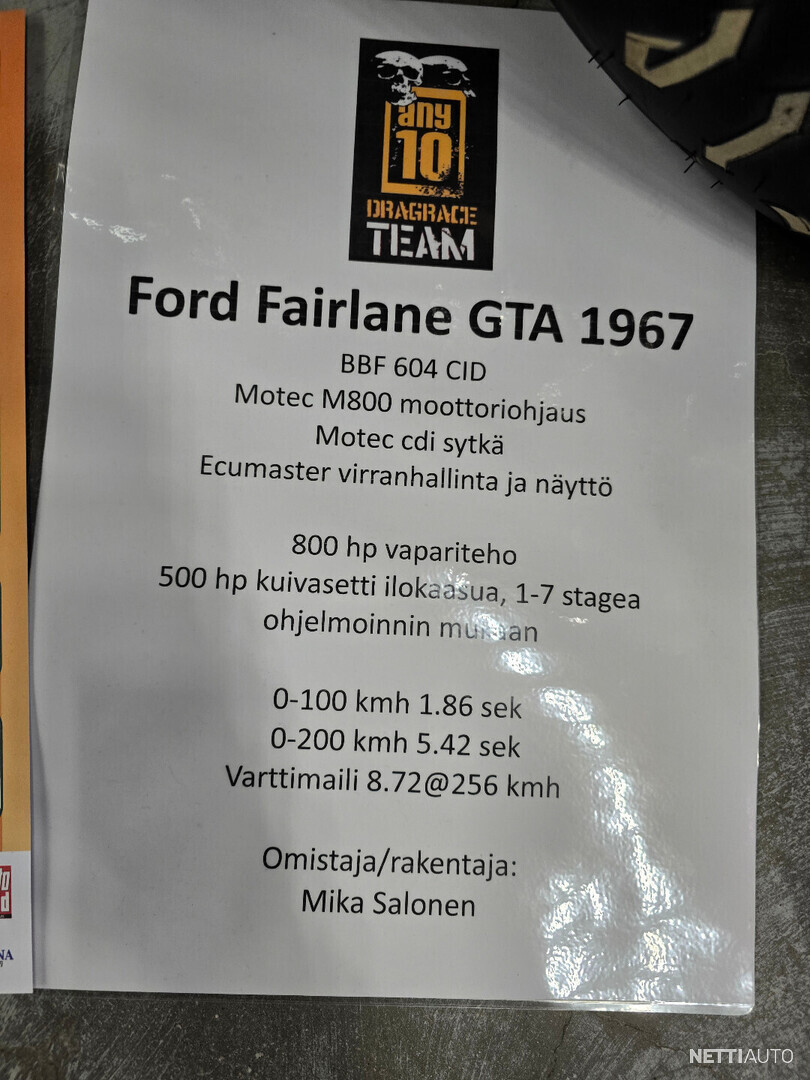 any
10
DRAGRACE
TEAM
Ford Fairlane GTA 1967
BBF 604 CID
Motec M800 moottoriohjaus
Motec cdi sytkä
Ecumaster virranhallinta ja näyttö
800 hp vapariteho
500 hp kuivasetti ilokaasua, 1-7 stagea
ohjelmoinnin mukaan
0-100 kmh 1.86 sek
0-200 kmh 5.42 sek
Varttimaili 8.72@256 kmh
Omistaja/rakentaja:
Mika Salonen
NETTIAUTO